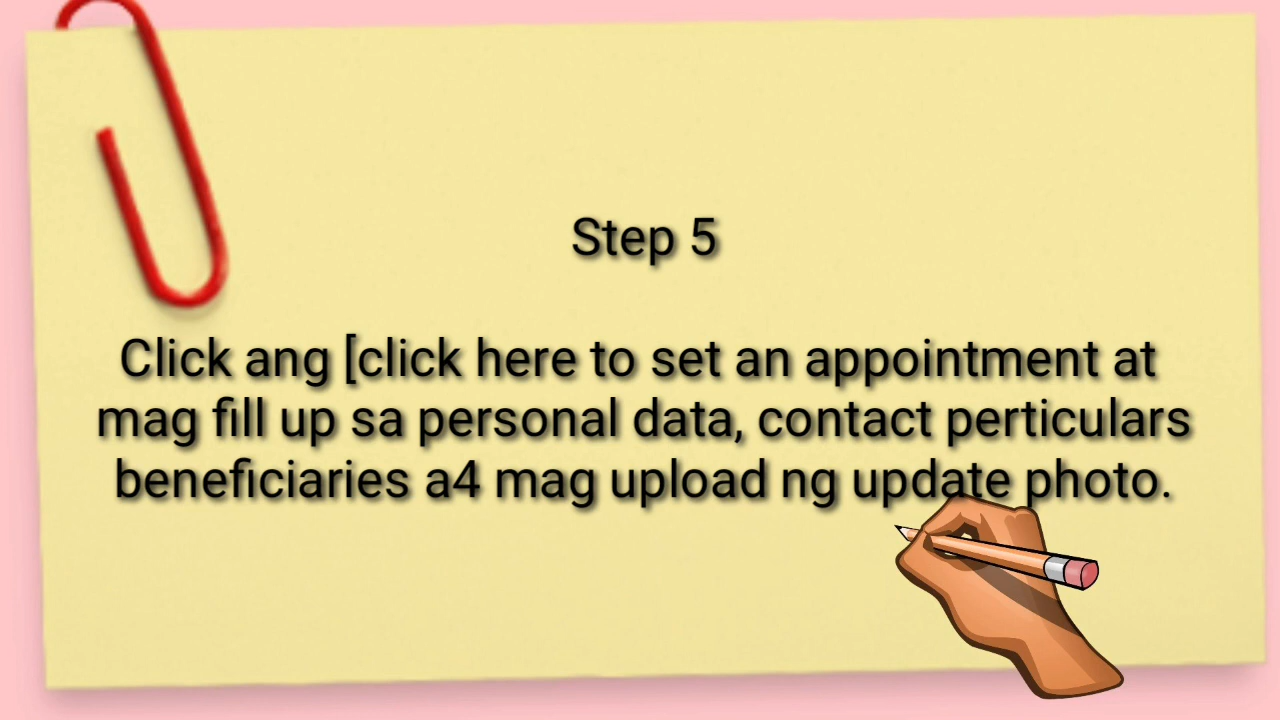 Step 5
Click ang [click here to set an appointment at
mag fill up sa personal data, contact perticulars
beneficiaries a4 mag upload ng update photo.